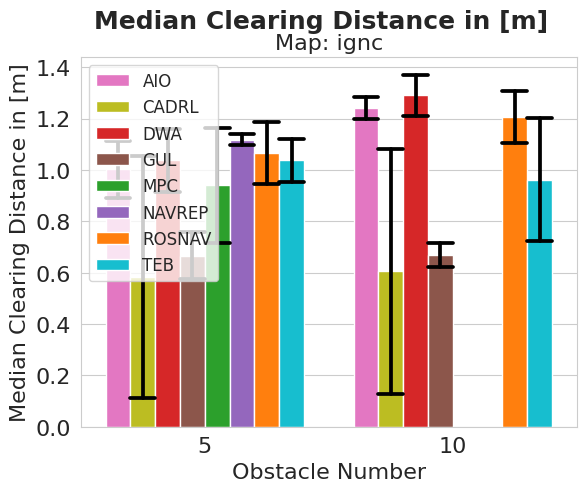 Median Clearing Distance in [m]
Map: ignc
Median Clearing Distance in [m]
1.4
1.2
1.0
0.8
0.6
0.4
0.2
0.0
AIO
CADRL
DWA
GUL
MPC
NAVREP
ROSNAV
TEB
5
10
Obstacle Number